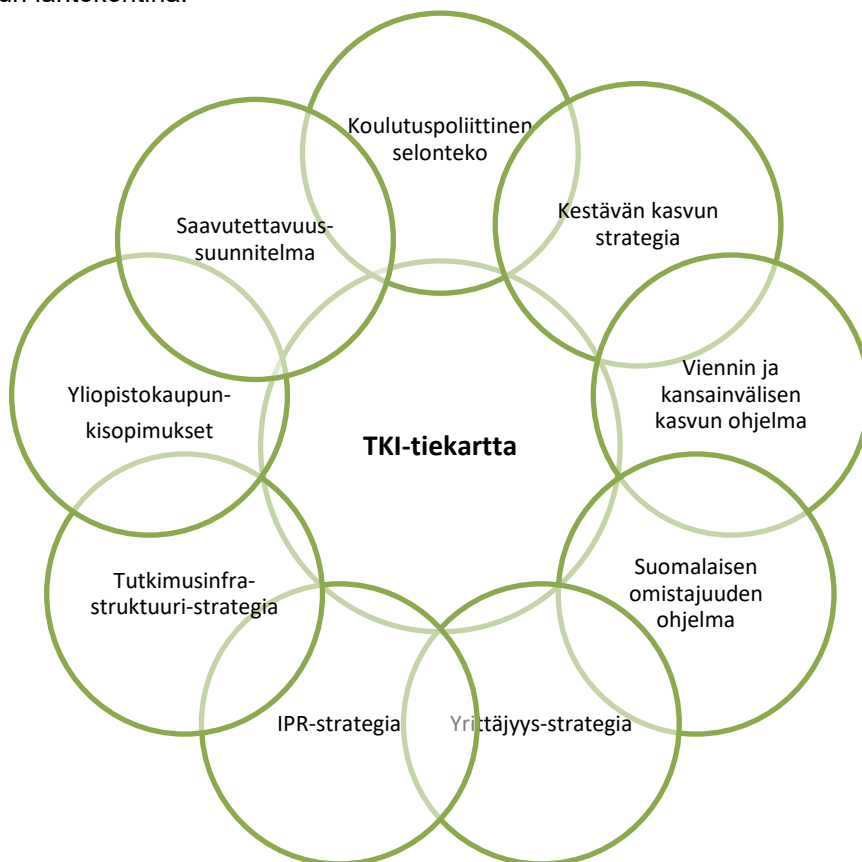 Koulutuspoliittinen
selonteko
Kestävän kasvun
strategia
Viennin ja
kansainvälisen
kasvun ohjelma
Suomalaisen
omistajuuden
ohjelma
Yrittäjyys-strategia
IPR-strategia
Tutkimusinfra-
struktuuri-strategia
Yliopistokaupun-
kisopimukset
Saavutettavuus-
suunnitelma
TKI-tiekartta